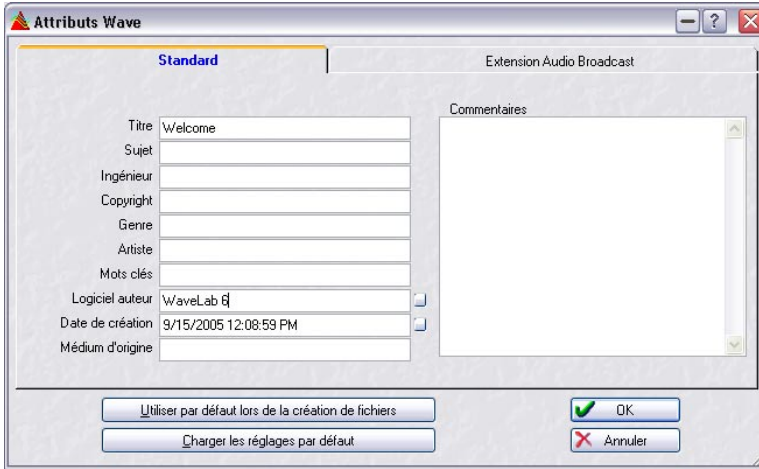 Attributs Wave
Standard
Extension Audio Broadcast
Titre Welcome
Sujet
Ingénieur
Copyright
Genre
Artiste
Mots clés
Logiciel auteur WaveLab 6
Date de création 9/15/2005 12:08:59 PM
Médium d'origine
Commentaires
Utiliser par défaut lors de la création de fichiers
Charger les réglages par défaut
OK
Annuler